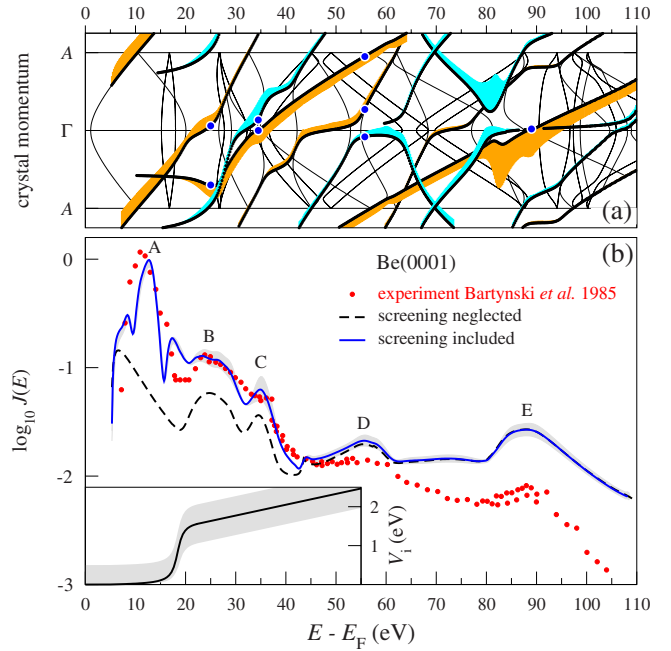 0 10 20 30 40 50 60 70 80 90 100 110
A
Γ
A
crystal momentum
(a)
(b)
Be(0001)
experiment Bartynski et al. 1985
screening neglected
screening included
A
B
C
D
E
0
-1
-2
-3
log10 J(E)
2
1
Vi (eV)
0 10 20 30 40 50 60 70 80 90 100 110
E - EF (eV)